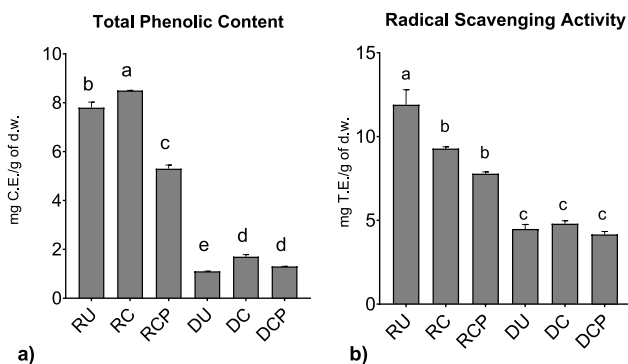 Total Phenolic Content
mg C.E./g of d.w.
10
8
6
4
2
0
b
a
c
e
d
d
RU
RC
RCP
DU
DC
DCP
a)
Radical Scavenging Activity
mg T.E./g of d.w.
15
10
5
0
a
b
b
c
c
c
RU
RC
RCP
DU
DC
DCP
b)